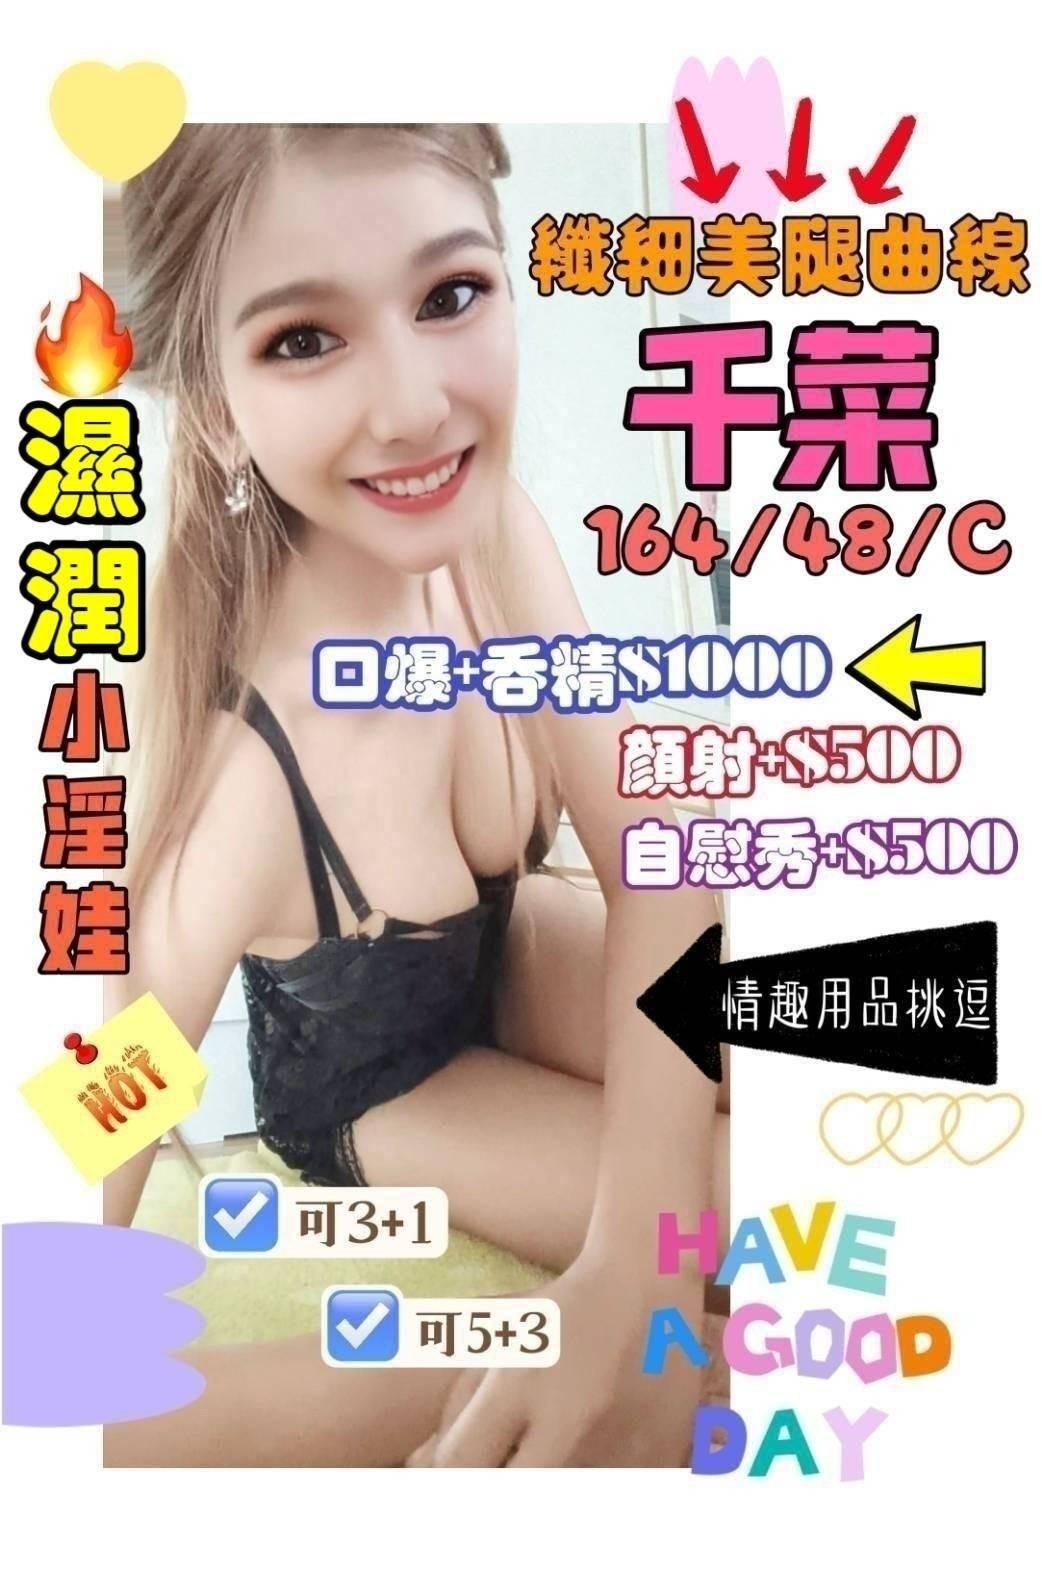 纖細美腿曲線
千菜
164/48/C
濕潤小淫娃
口爆+吞精$1000
顏射+$500
自慰秀+$500
情趣用品挑逗
HOT
可3+1
可5+3
HAVE
A GOOD
DAY